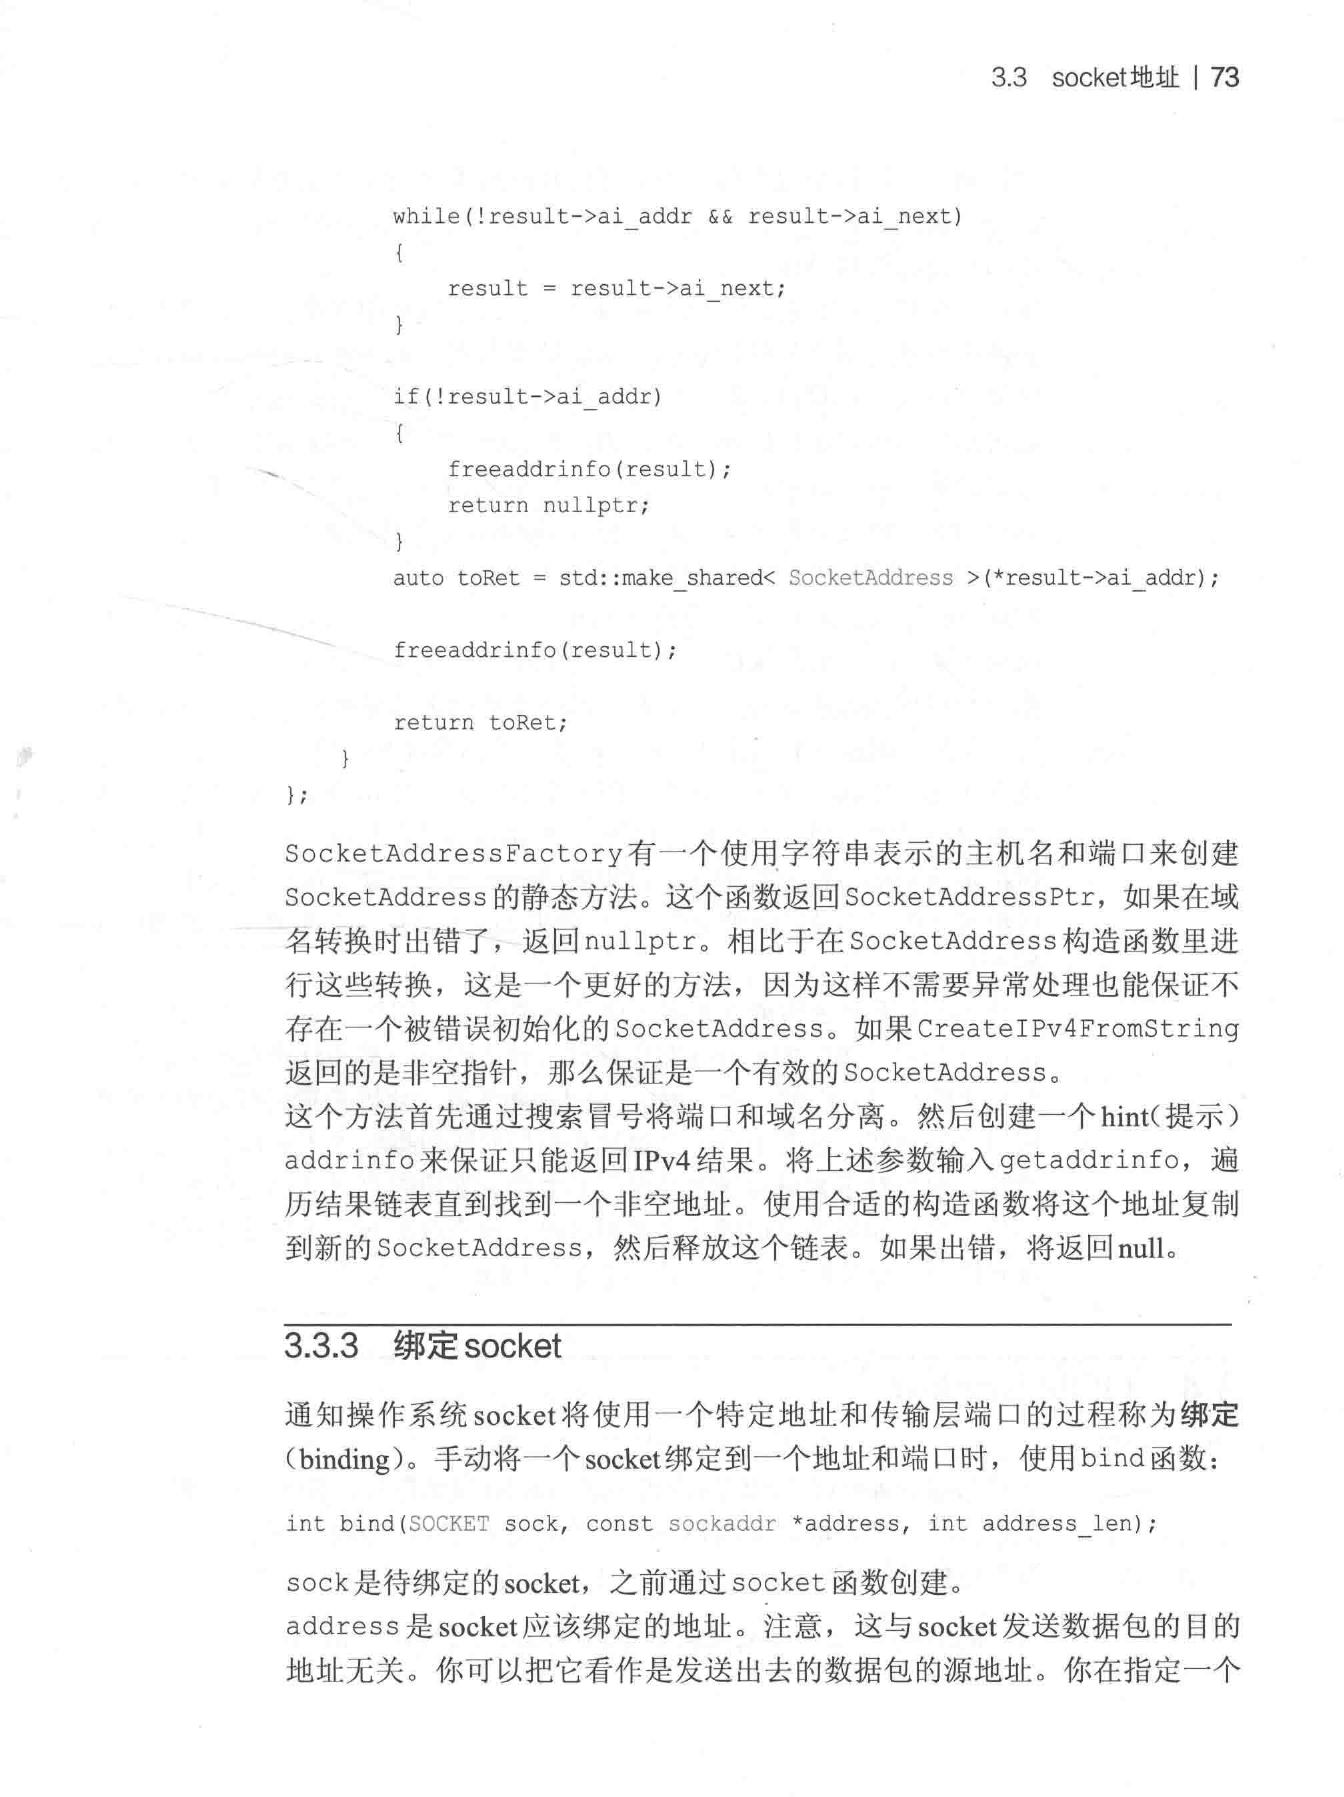 3.3 socket地址 | 73
while(!result->ai_addr && result->ai_next)
{
result = result->ai_next;
}
if(!result->ai_addr)
{
freeaddrinfo(result);
return nullptr;
}
auto toRet = std::make_shared< SocketAddress >(*result->ai_addr);
freeaddrinfo(result);
return toRet;
}
};
SocketAddressFactory有一个使用字符串表示的主机名和端口来创建
SocketAddress的静态方法。这个函数返回SocketAddressPtr，如果在域
名转换时出错了，返回nullptr。相比于在SocketAddress构造函数里进
行这些转换，这是一个更好的方法，因为这样不需要异常处理也能保证不
存在一个被错误初始化的SocketAddress。如果CreateIPv4FromString
返回的是非空指针，那么保证是一个有效的SocketAddress。
这个方法首先通过搜索冒号将端口和域名分离。然后创建一个hint(提示)
addrinfo来保证只能返回IPv4结果。将上述参数输入getaddrinfo，遍
历结果链表直到找到一个非空地址。使用合适的构造函数将这个地址复制
到新的SocketAddress，然后释放这个链表。如果出错，将返回null。
3.3.3 绑定socket
通知操作系统socket将使用一个特定地址和传输层端口的过程称为绑定
（binding）。手动将一个socket绑定到一个地址和端口时，使用bind函数：
int bind(SOCKET sock, const sockaddr *address, int address_len);
sock是待绑定的socket，之前通过socket函数创建。
address是socket应该绑定的地址。注意，这与socket发送数据包的目的
地址无关。你可以把它看作是发送出去的数据包的源地址。你在指定一个